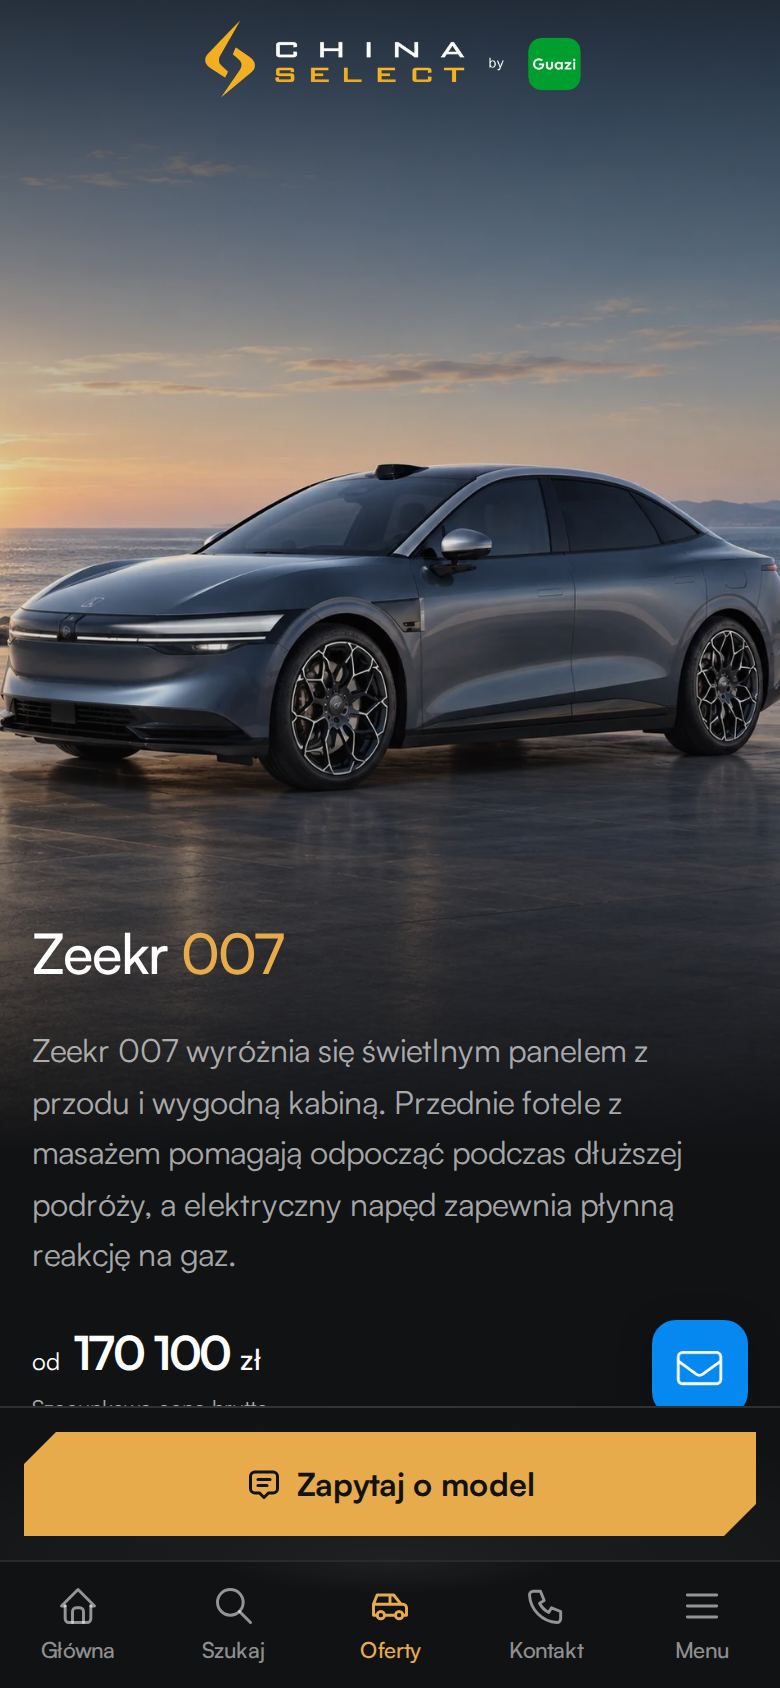 CHINA
SELECT
by
Guazi
Zeekr 007
Zeekr 007 wyróżnia się świetlnym panelem z
przodu i wygodną kabiną. Przednie fotele z
masażem pomagają odpocząć podczas dłuższej
podróży, a elektryczny napęd zapewnia płynną
reakcję na gaz.
od 170 100 zł
Zapytaj o model
Główna
Szukaj
Oferty
Kontakt
Menu